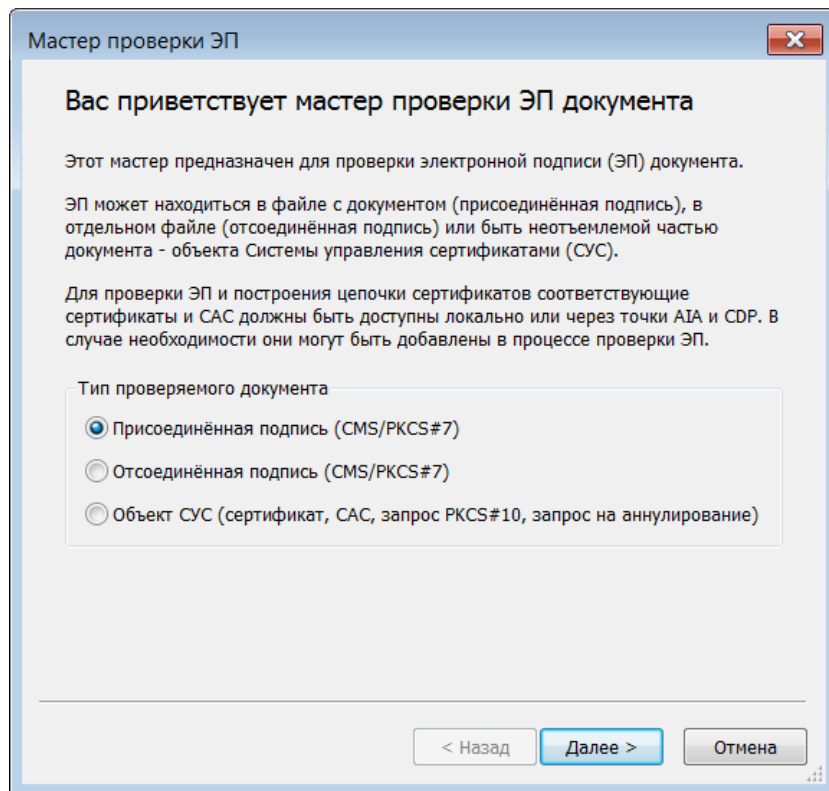 Мастер проверки ЭП
Вас приветствует мастер проверки ЭП документа
Этот мастер предназначен для проверки электронной подписи (ЭП) документа.
ЭП может находиться в файле с документом (присоединённая подпись), в
отдельном файле (отсоединённая подпись) или быть неотъемлемой частью
документа - объекта Системы управления сертификатами (СУС).
Для проверки ЭП и построения цепочки сертификатов соответствующие
сертификаты и САС должны быть доступны локально или через точки AIA и CDP. В
случае необходимости они могут быть добавлены в процессе проверки ЭП.
Тип проверяемого документа
Присоединённая подпись (CMS/PKCS#7)
Отсоединённая подпись (CMS/PKCS#7)
Объект СУС (сертификат, САС, запрос PKCS#10, запрос на аннулирование)
< Назад Далее > Отмена